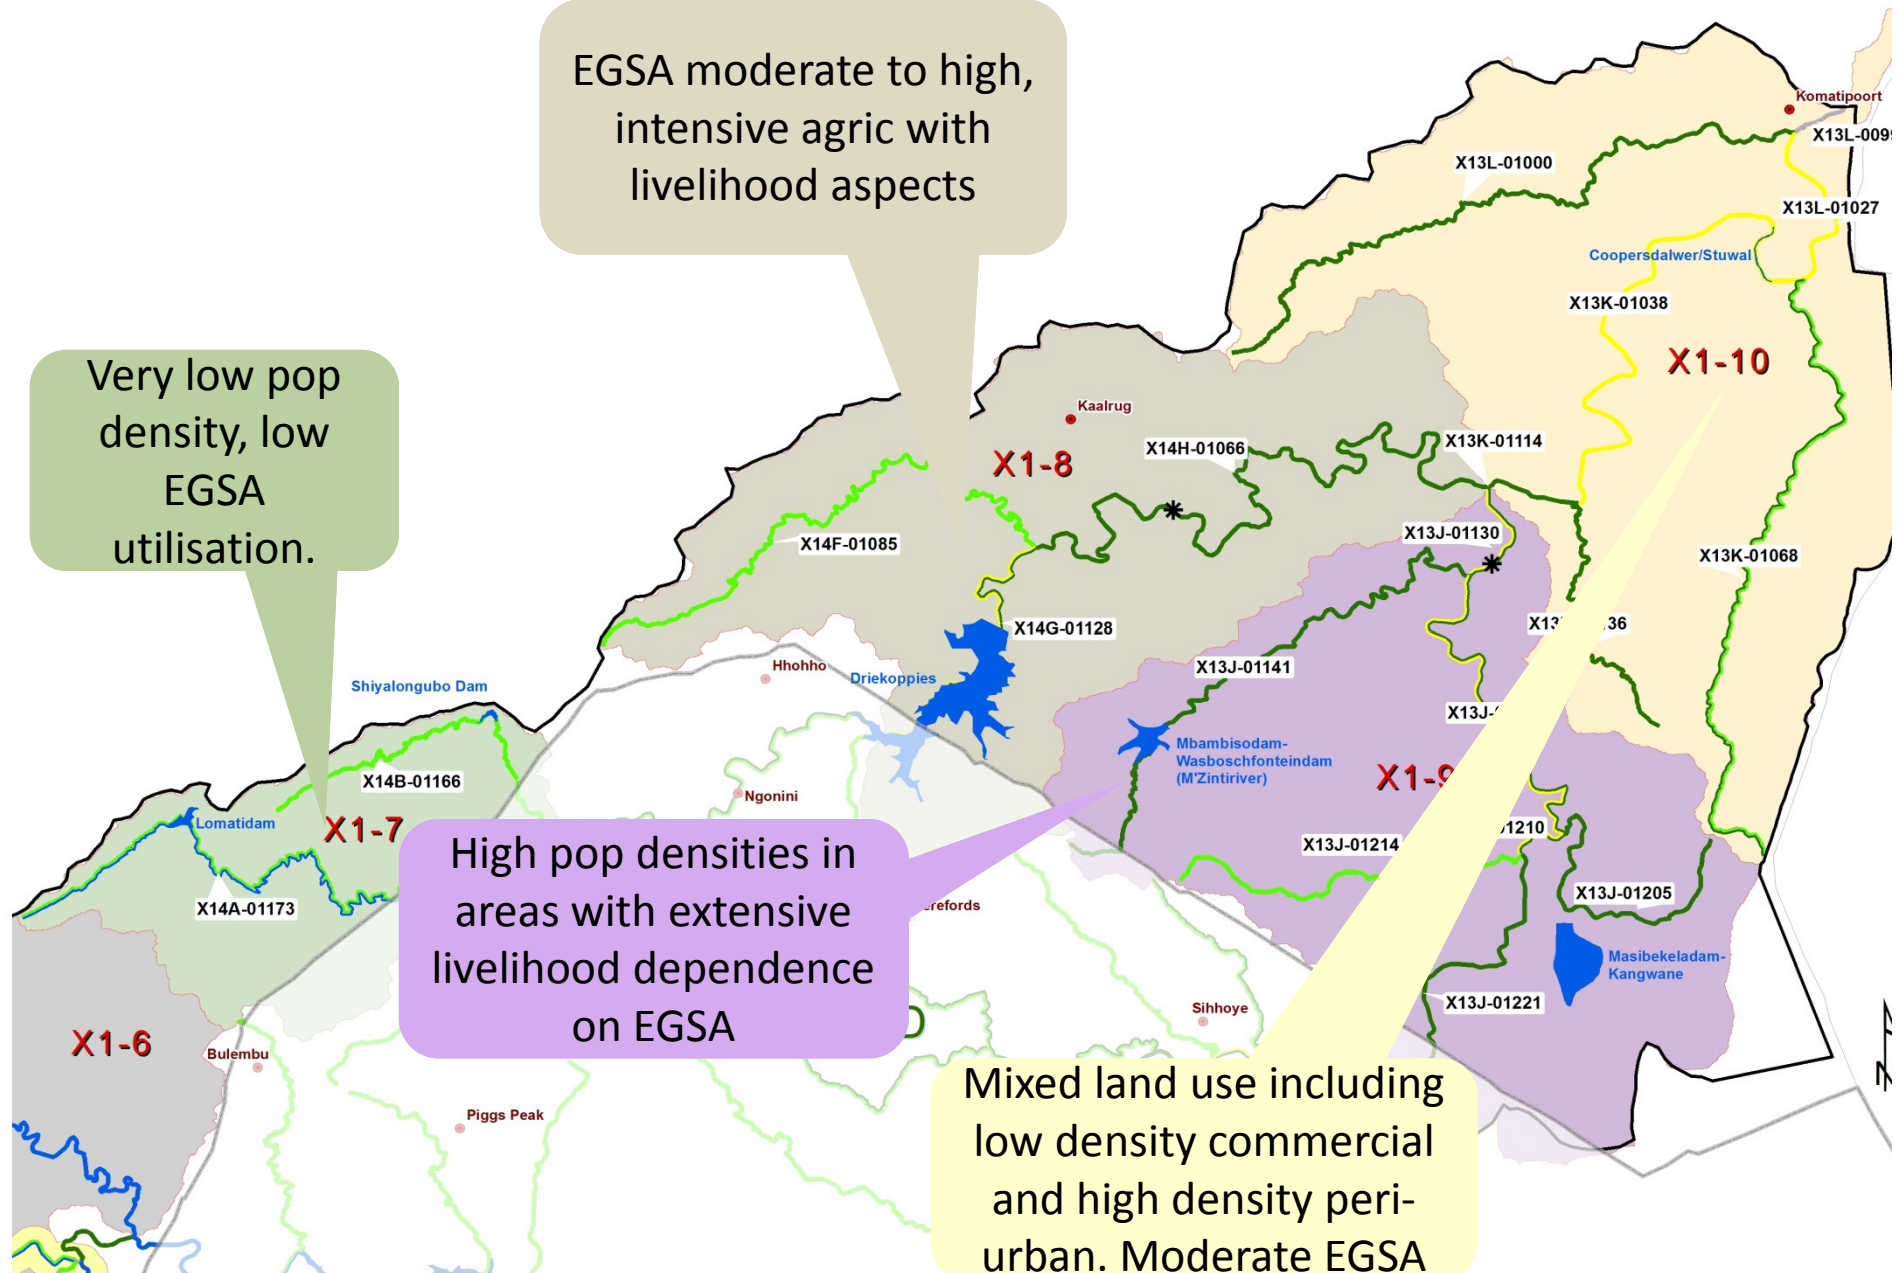 EGSA moderate to high,
intensive agric with
livelihood aspects
Komatipoort
X13L-01000
X13L-01027
Coopersdalwer/Stuwal
X13K-01038
X1-10
Very low pop
density, low
EGSA
utilisation.
Kaalrug
X1-8
X14H-01066
X13K-01114
X14F-01085
X13J-01130
X13K-01068
X14G-01128
X13J-01141
Hhohho
Driekoppies
Shiyalongubo Dam
Mbambisodam-
Wasboschfonteindam
(M'Zintiriver)
X1-9
X14B-01166
Ngonini
Lomatidam
X1-7
X13J-01214
X14A-01173
X13J-01205
High pop densities in
areas with extensive
livelihood dependence
on EGSA
Masibekeladam-
Kangwane
X13J-01221
Sihhoye
X1-6
Bulembu
Piggs Peak
Mixed land use including
low density commercial
and high density peri-
urban. Moderate EGSA